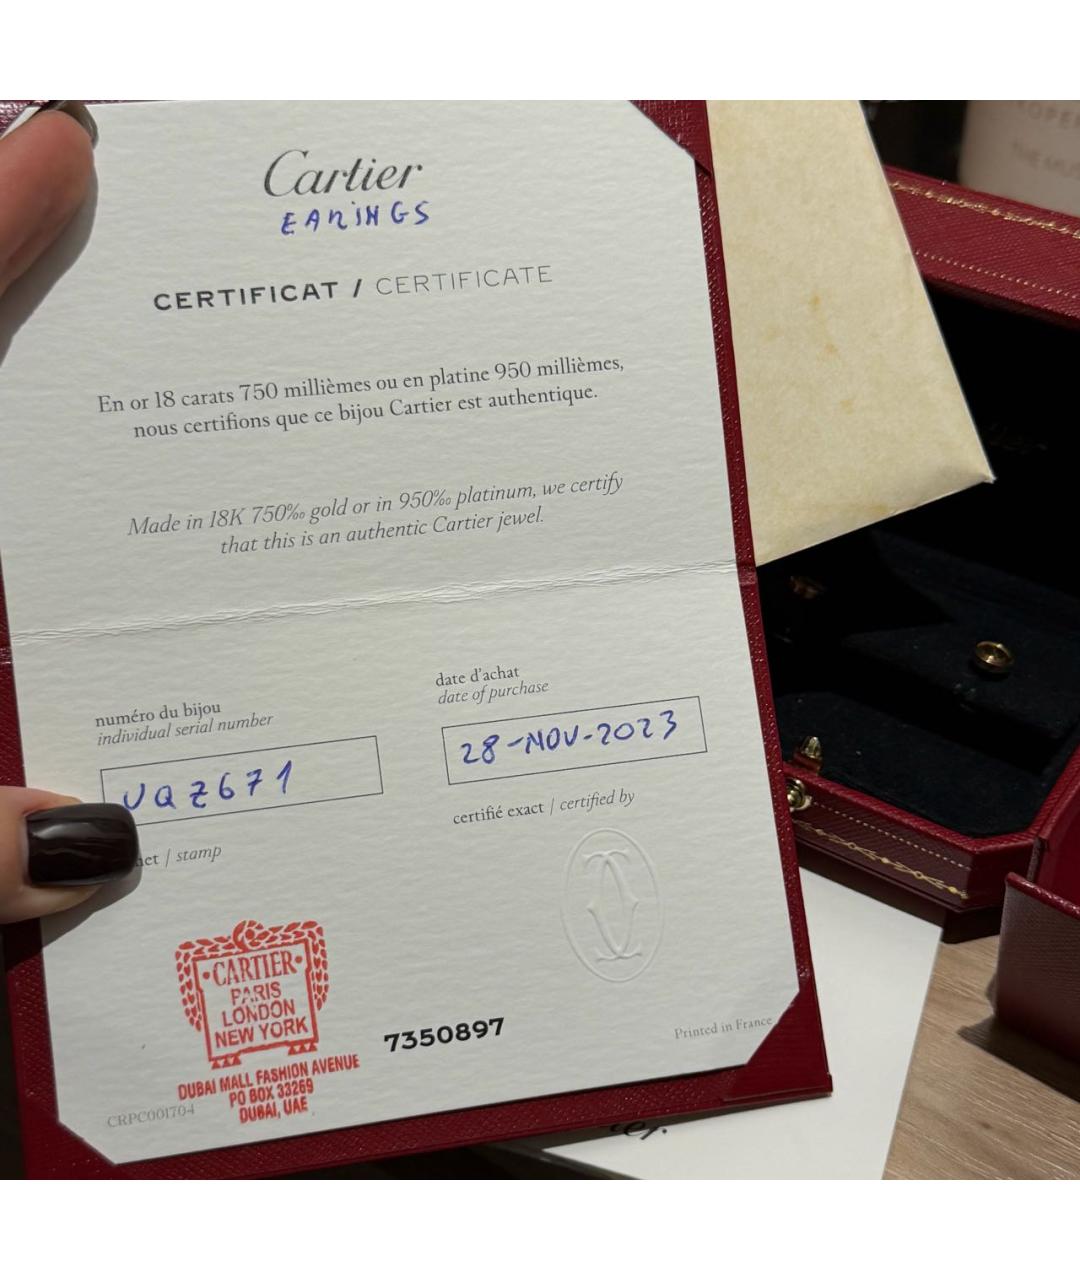 Cartier
EARINGS
CERTIFICAT / CERTIFICATE
En or 18 carats 750 millièmes ou en platine 950 millièmes,
nous certifions que ce bijou Cartier est authentique.
Made in 18K 750‰ gold or in 950‰ platinum, we certify
that this is an authentic Cartier jewel.
numéro du bijou
individual serial number
VQZ671
date d'achat
date of purchase
28-NOV-2023
certifié exact / certified by
/ stamp
·CARTIER·
PARIS
LONDON
NEW YORK
DUBAI MALL FASHION AVENUE
PO BOX 33269
DUBAI, UAE
7350897
Printed in France
CRPC001704